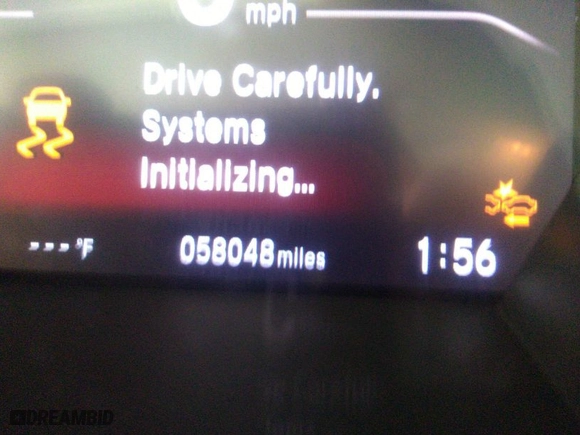 mph
Drive Carefully.
Systems
Initializing...
---°F
058048 miles
1:56
DREAMBID